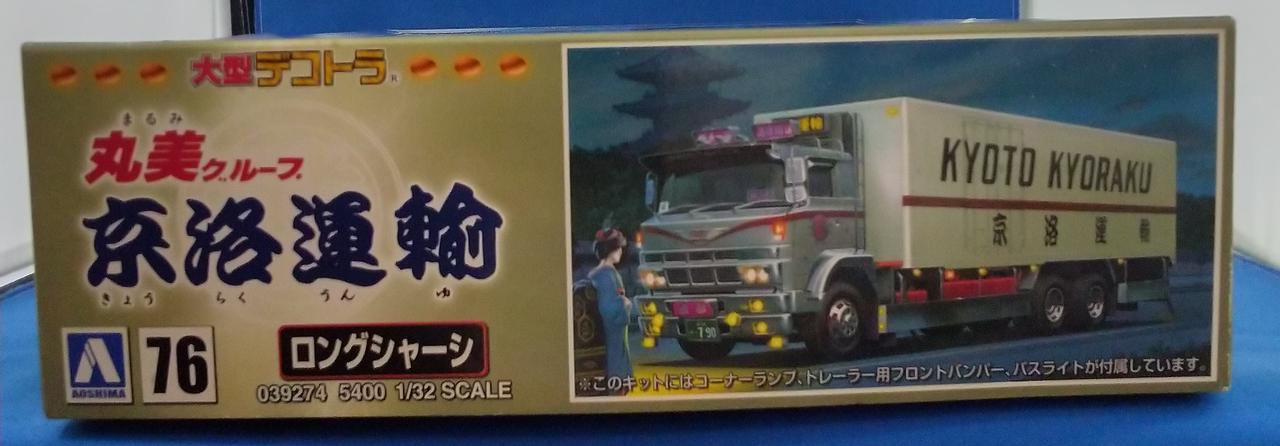 大型デコトラ®
まるみ
丸美グループ
京洛運輸
きょう らく うん ゆ
AOSHIMA
76
ロングシャーシ
039274 5400 1/32 SCALE
運輸
KYOTO KYORAKU
京洛運輸
・790
※このキットにはコーナーランプ、トレーラー用フロントバンパー、バスライトが付属しています。